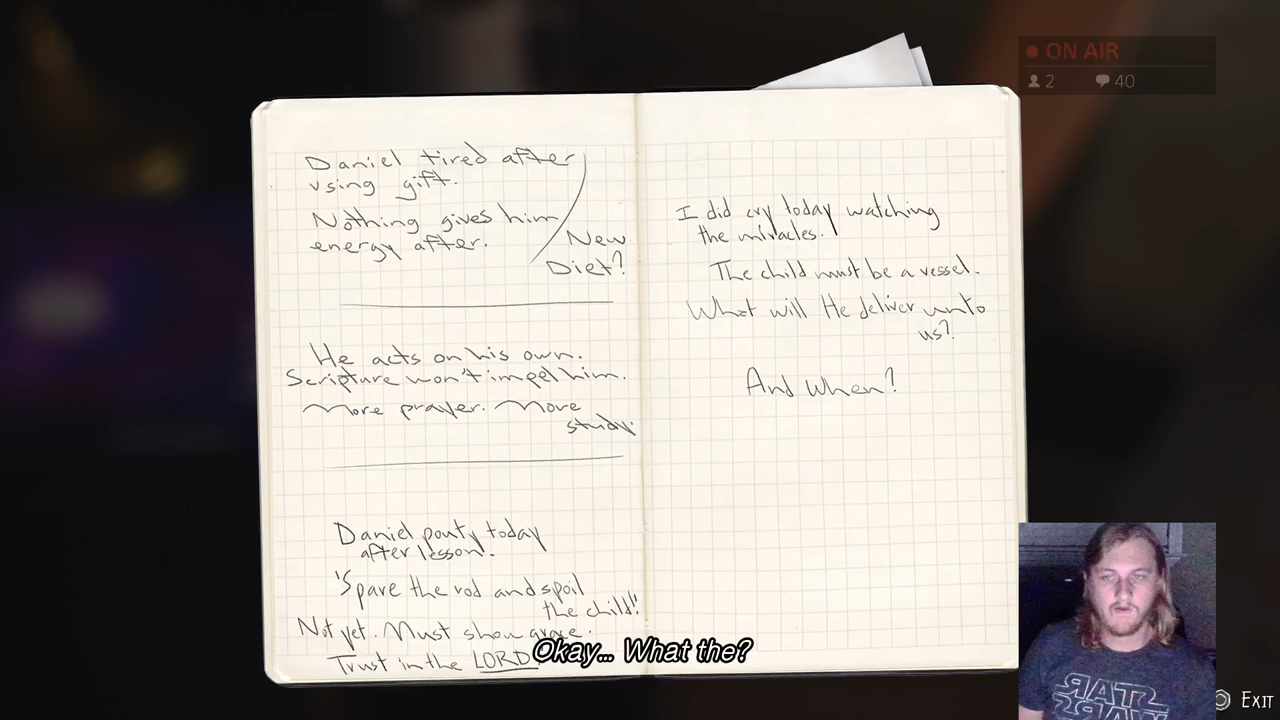 ON AIR
2 40
Daniel tired after
using gift.
Nothing gives him
energy after.
New
Diet?
He acts on his own.
Scripture won't impel him.
More prayer. More
study.
Daniel pouty today
after lesson.
'Spare the rod and spoil
the child!'
Not yet. Must show grace.
Trust in the LORD
I did cry today watching
the miracles.
The child must be a vessel.
What will He deliver unto
us?
And when?
Okay... What the?
STAR
WARS
EXIT